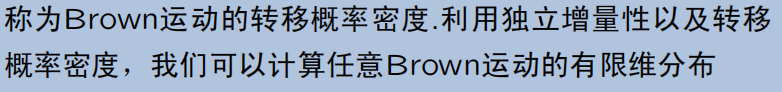 称为Brown运动的转移概率密度.利用独立增量性以及转移
概率密度，我们可以计算任意Brown运动的有限维分布